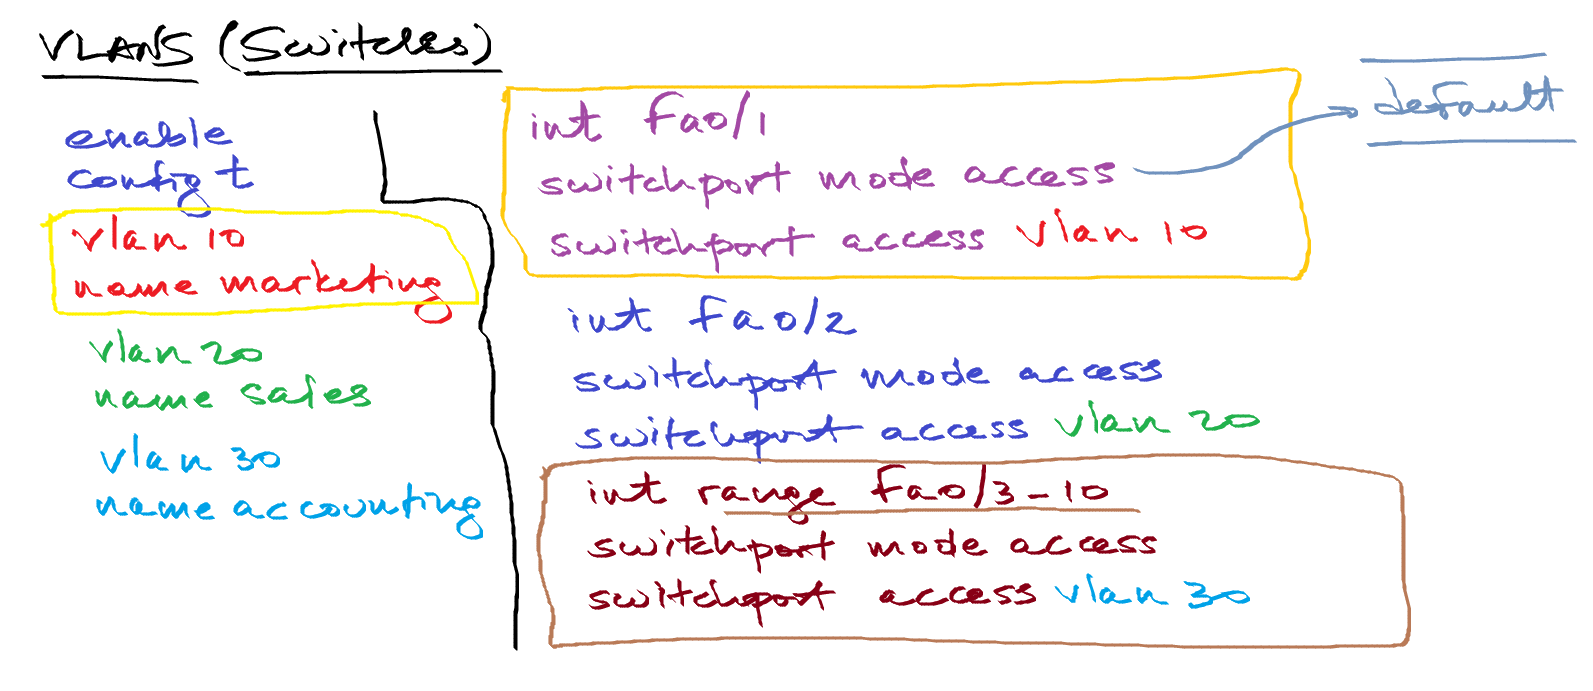 VLANS (Switches)
enable
config t
vlan 10
name marketing
vlan 20
name sales
vlan 30
name accounting
int fa0/1
switchport mode access
default
switchport access vlan 10
int fa0/2
switchport mode access
switchport access vlan 20
int range fa0/3-10
switchport mode access
switchport access vlan 30